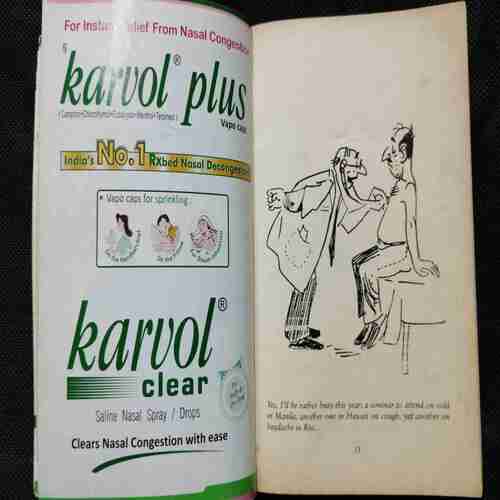 For Instant Relief From Nasal Congestion
karvol® plus
Vapo caps
India's No.1 RXbed Nasal Decongestant
• Vapo caps for sprinkling...
karvol®
clear
Saline Nasal Spray / Drops
Clears Nasal Congestion with ease
Yes, I'll be rather busy this year, a seminar to attend on cold
in Manila, another one in Hawaii on cough, yet another on
headache in Rio...